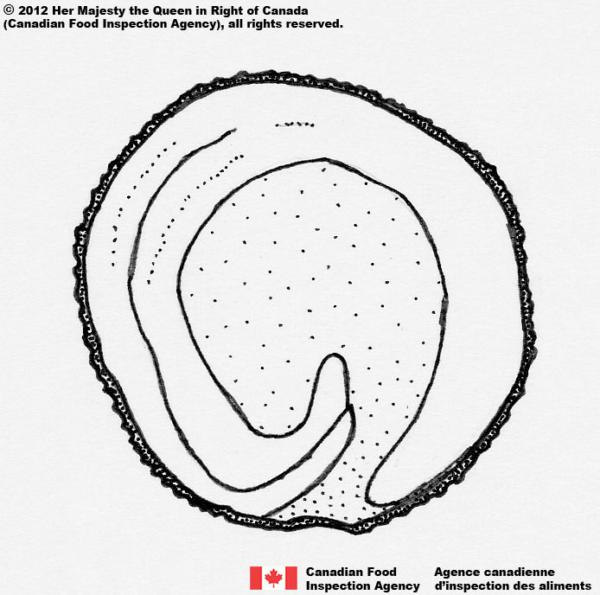 © 2012 Her Majesty the Queen in Right of Canada
(Canadian Food Inspection Agency), all rights reserved.
Canadian Food
Inspection Agency
Agence canadienne
d'inspection des aliments